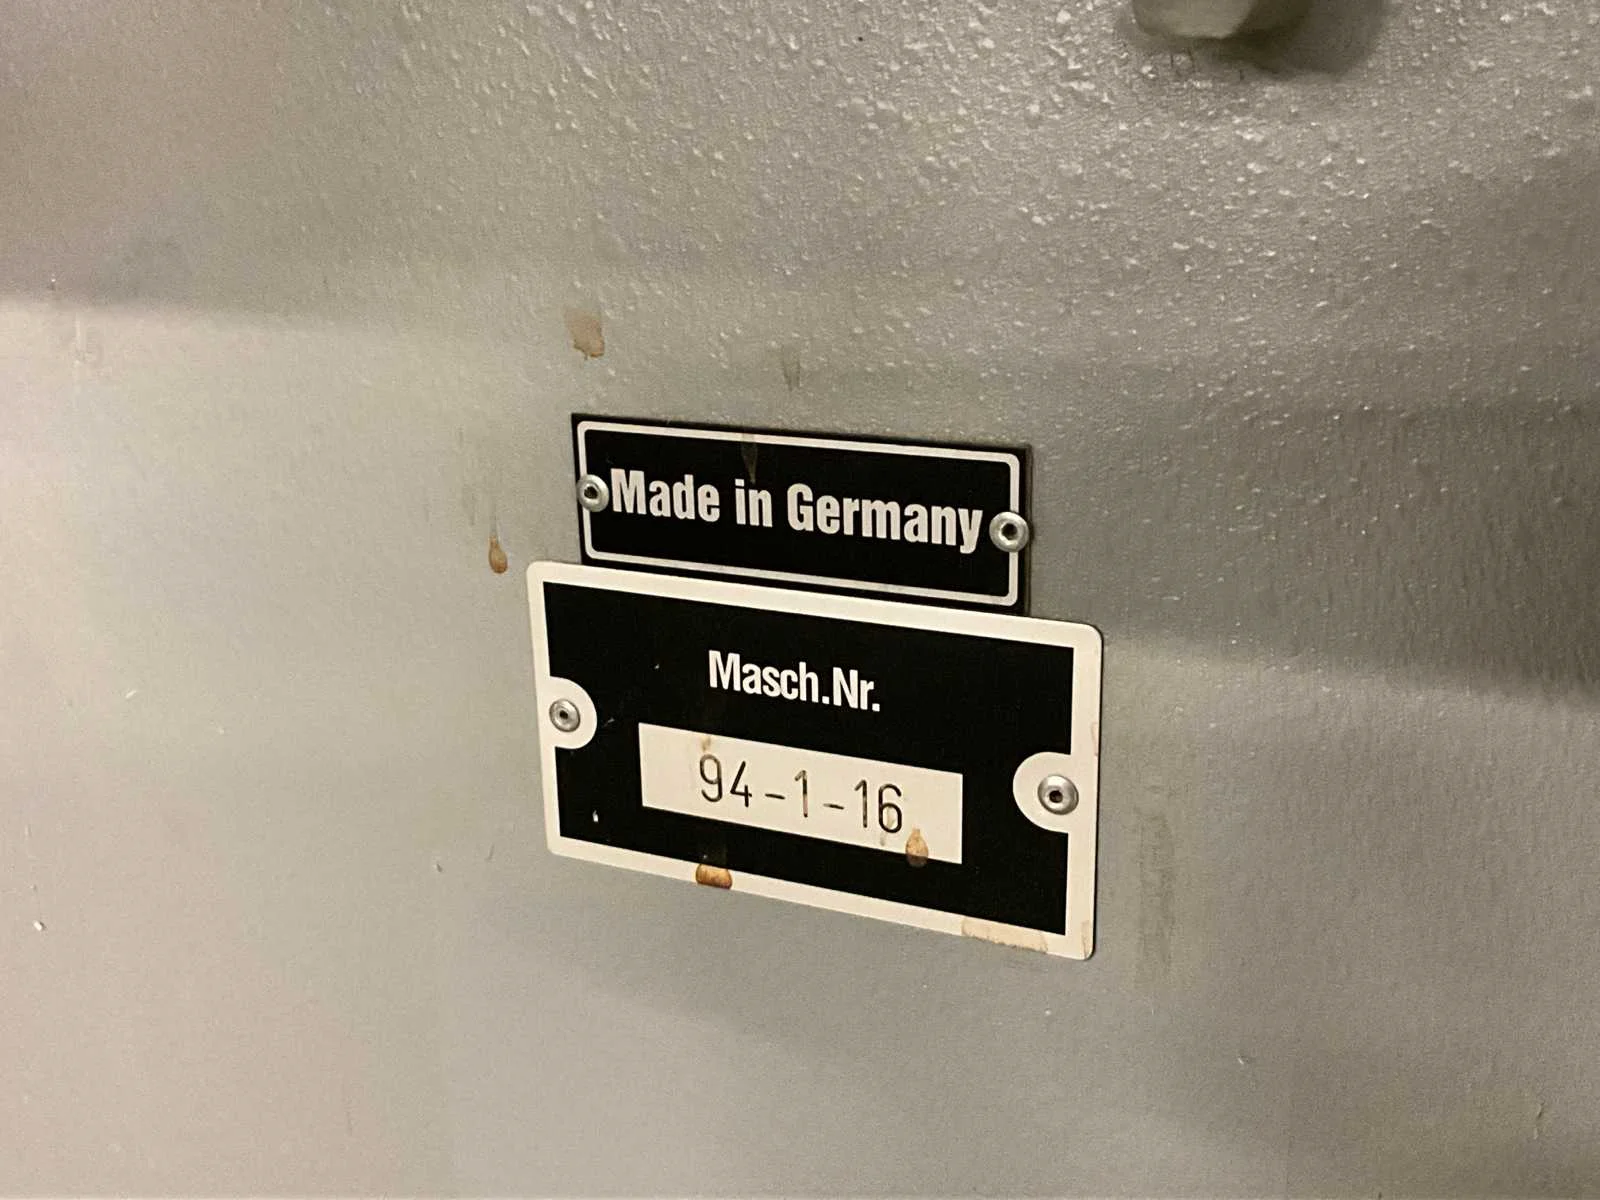 Made in Germany
Masch.Nr.
94-1-16